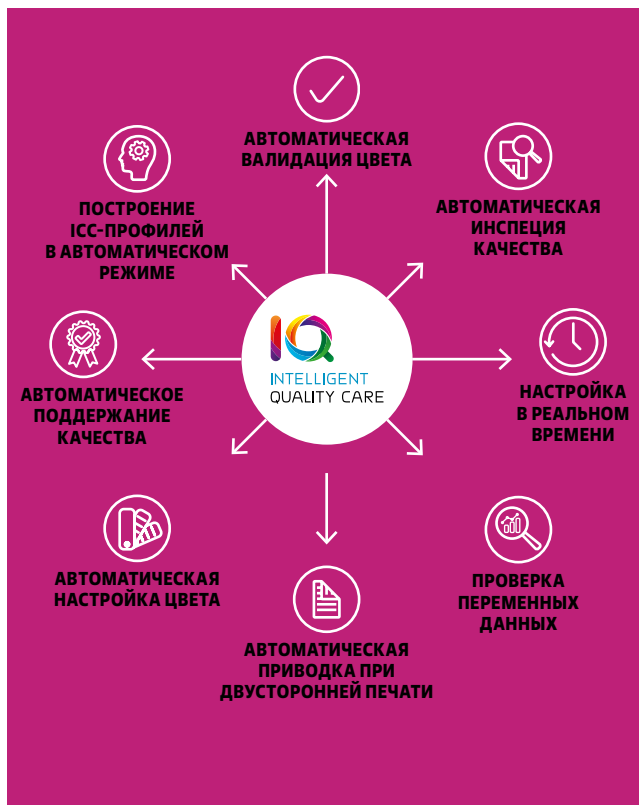 АВТОМАТИЧЕСКАЯ
ВАЛИДАЦИЯ ЦВЕТА
ПОСТРОЕНИЕ
ICC-ПРОФИЛЕЙ
В АВТОМАТИЧЕСКОМ
РЕЖИМЕ
АВТОМАТИЧЕСКАЯ
ИНСПЕЦИЯ
КАЧЕСТВА
IQ
INTELLIGENT
QUALITY CARE
АВТОМАТИЧЕСКОЕ
ПОДДЕРЖАНИЕ
КАЧЕСТВА
НАСТРОЙКА
В РЕАЛЬНОМ
ВРЕМЕНИ
АВТОМАТИЧЕСКАЯ
НАСТРОЙКА ЦВЕТА
ПРОВЕРКА
ПЕРЕМЕННЫХ
ДАННЫХ
АВТОМАТИЧЕСКАЯ
ПРИВОДКА ПРИ
ДВУСТОРОННЕЙ ПЕЧАТИ